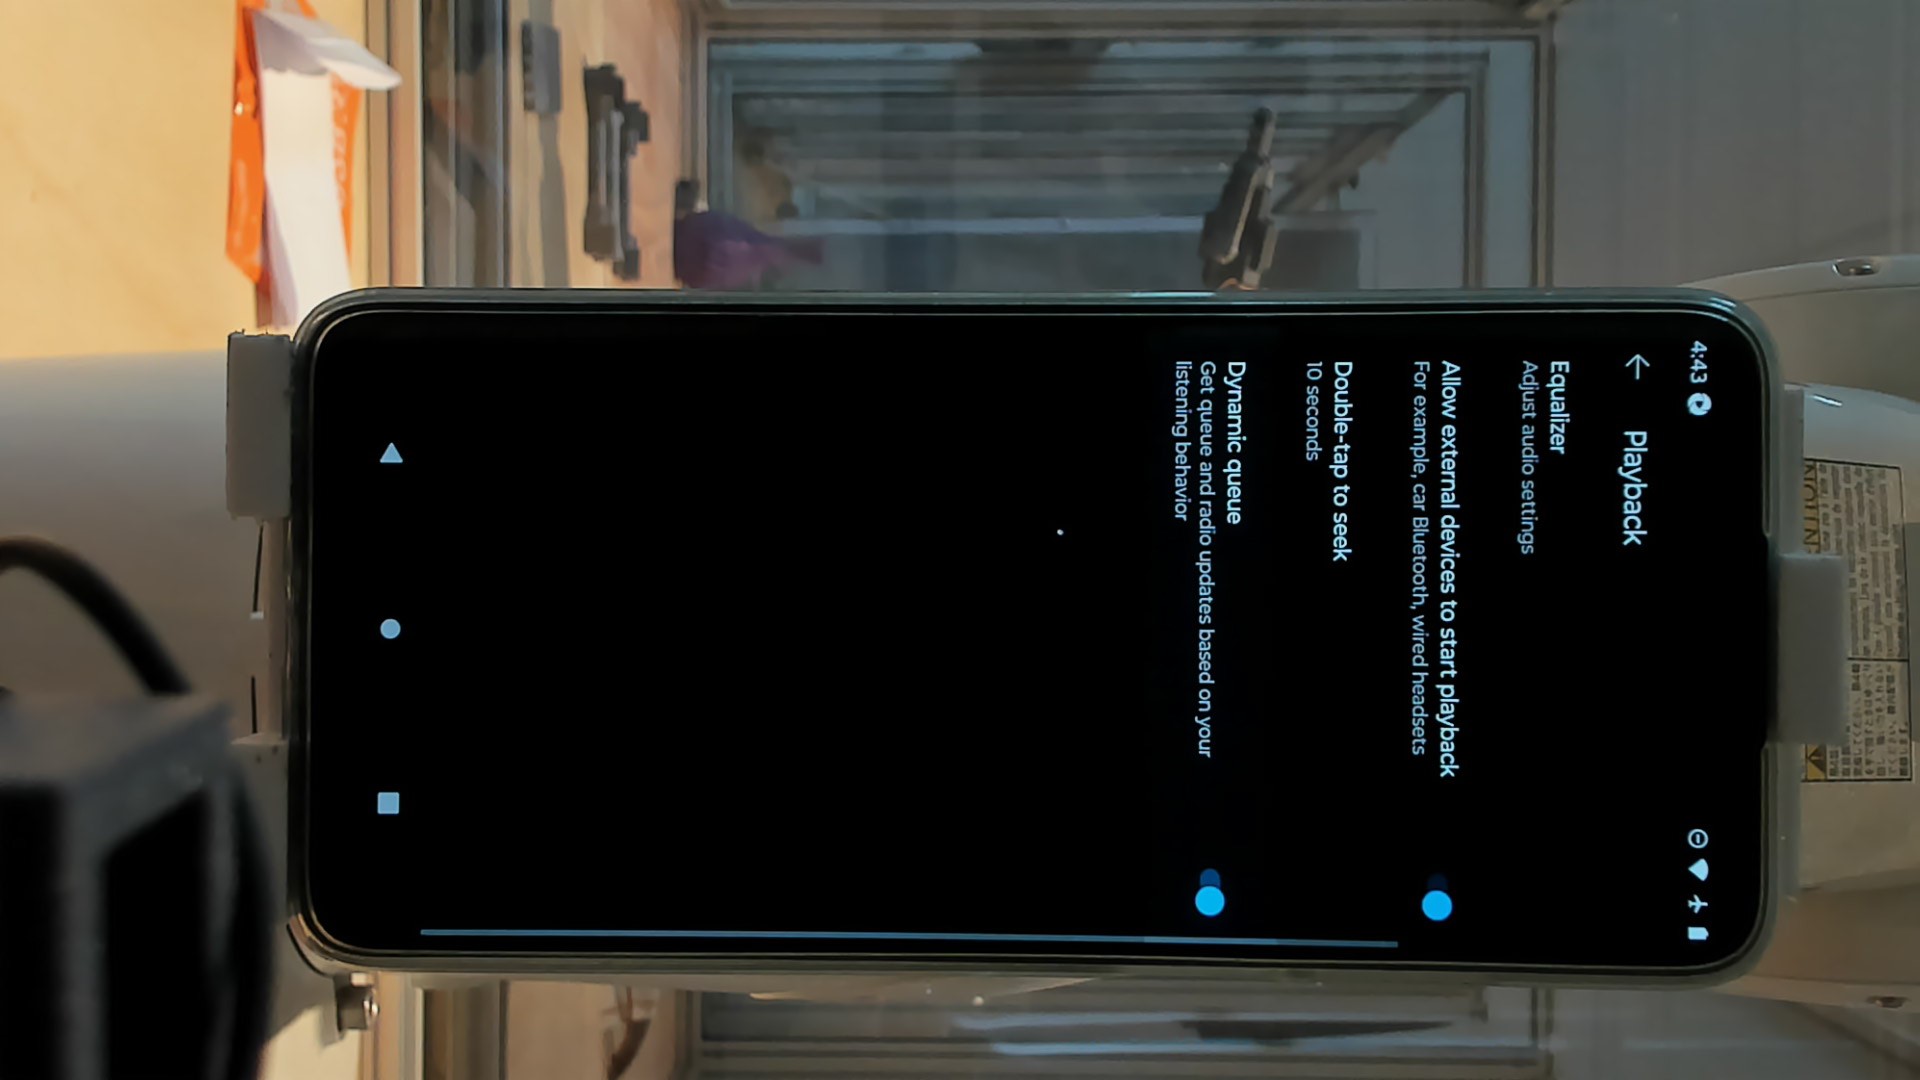 4:43
Playback
Equalizer
Adjust audio settings
Allow external devices to start playback
For example, car Bluetooth, wired headsets
Double-tap to seek
10 seconds
Dynamic queue
Get queue and radio updates based on your
listening behavior